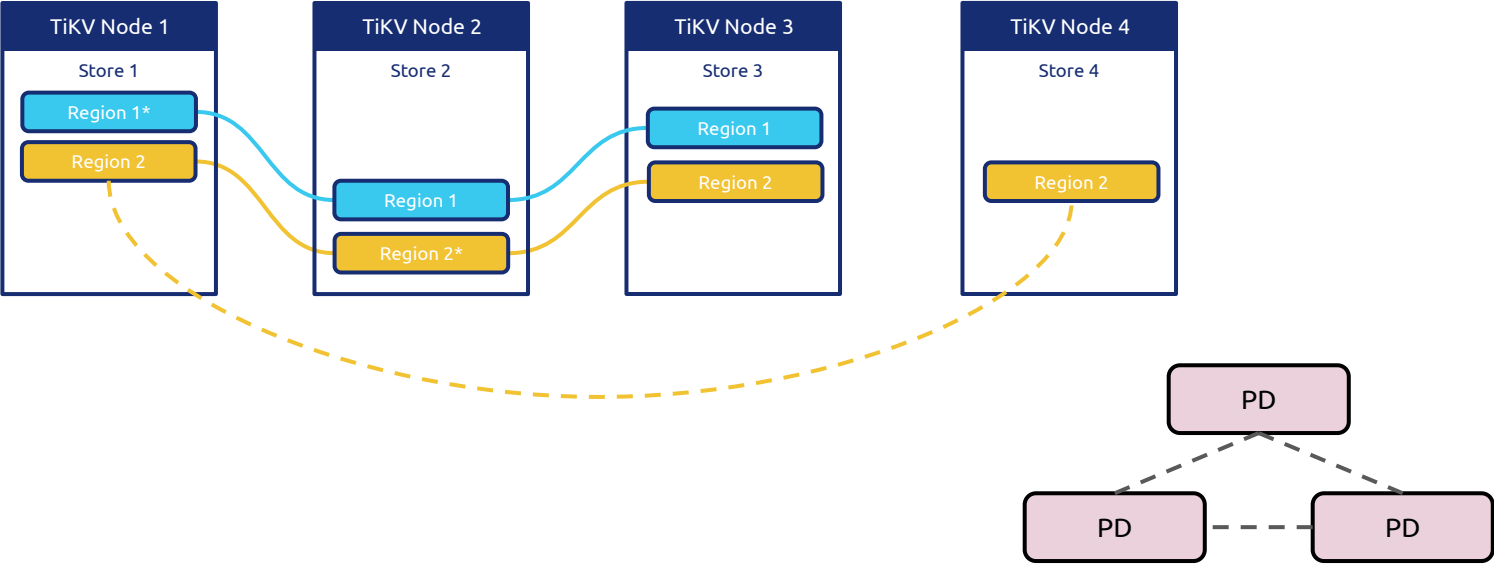 TiKV Node 1
Store 1
Region 1*
Region 2
TiKV Node 2
Store 2
Region 1
Region 2*
TiKV Node 3
Store 3
Region 1
Region 2
TiKV Node 4
Store 4
Region 2
PD
PD
PD